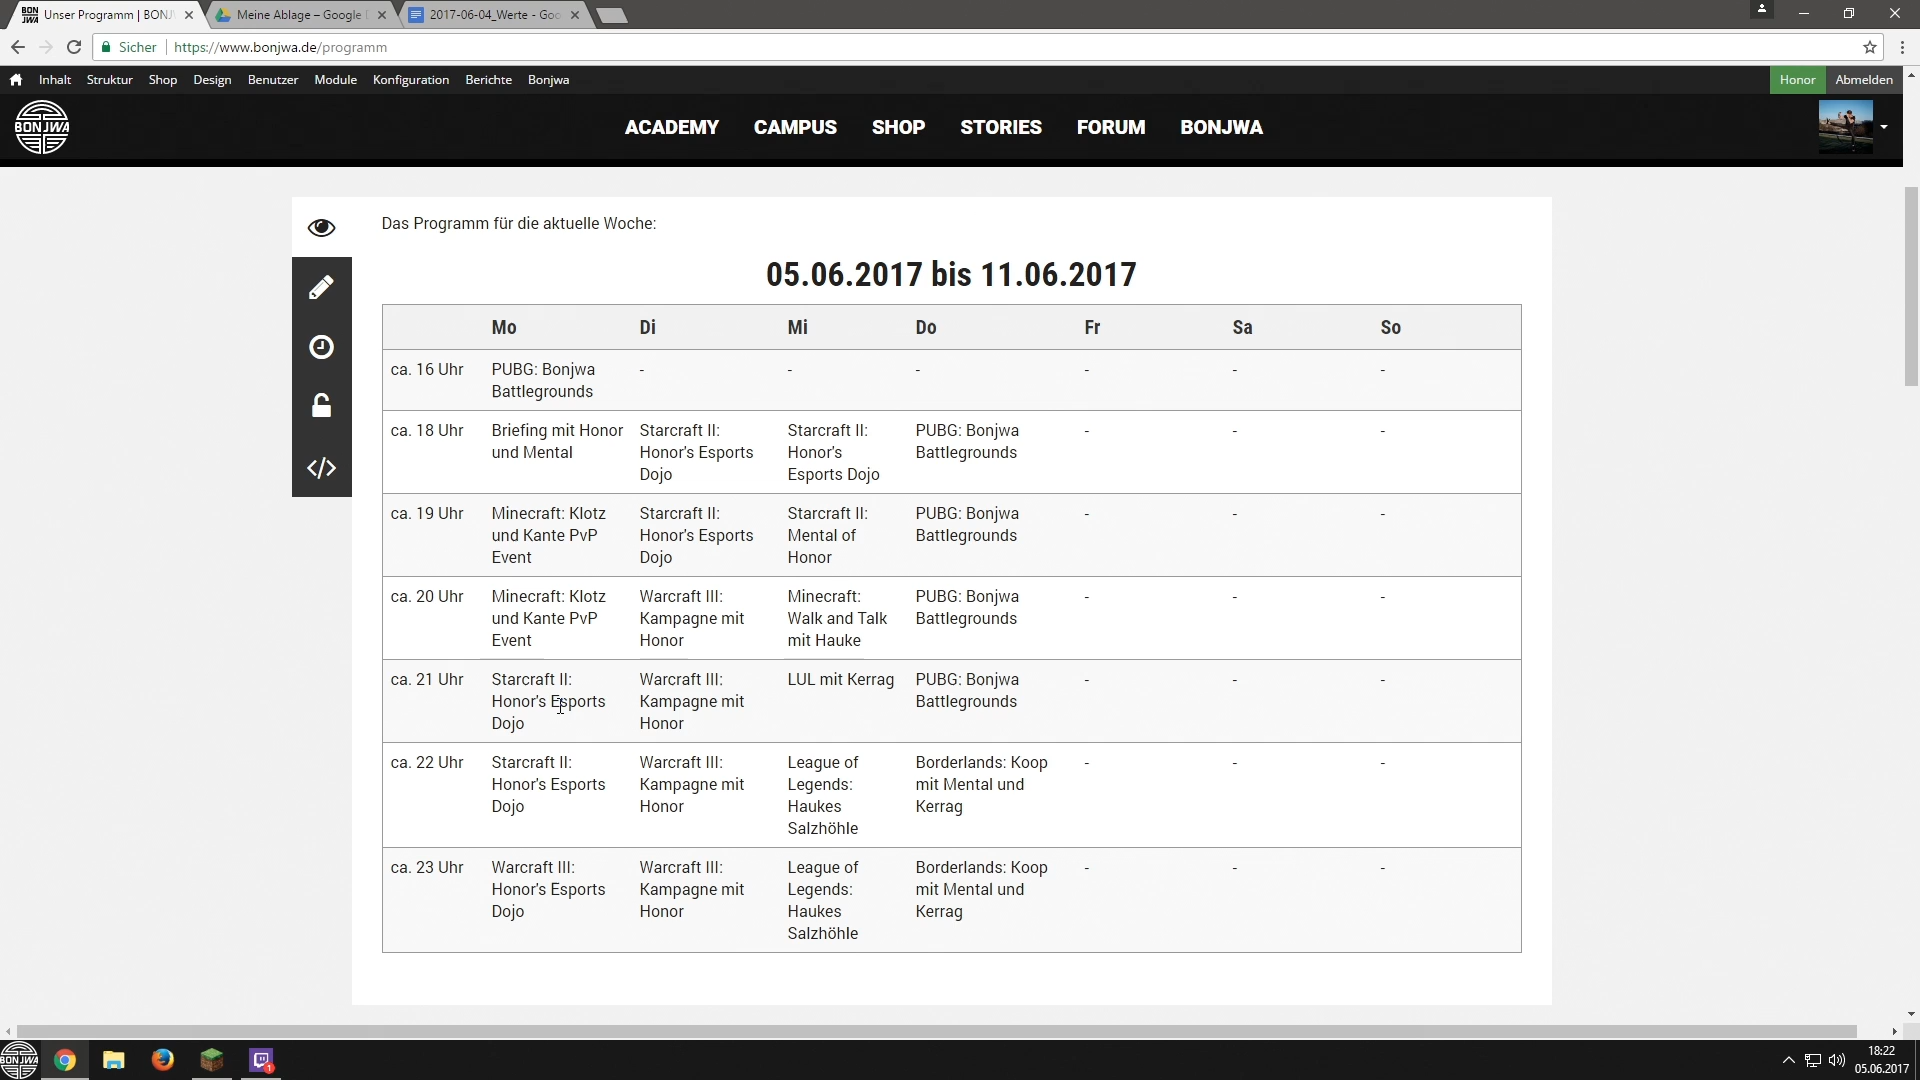 BON JWA Unser Programm | BONJ
Meine Ablage – Google
2017-06-04_Werte - Goo
Sicher
https://www.bonjwa.de/programm
Inhalt Struktur Shop Design Benutzer Module Konfiguration Berichte Bonjwa Honor Abmelden
BONJWA
ACADEMY CAMPUS SHOP STORIES FORUM BONJWA
Das Programm für die aktuelle Woche:
05.06.2017 bis 11.06.2017
Mo Di Mi Do Fr Sa So
ca. 16 Uhr PUBG: Bonjwa - - - - - -
Battlegrounds
ca. 18 Uhr Briefing mit Honor Starcraft II: Starcraft II: PUBG: Bonjwa - - -
und Mental Honor's Esports Honor's Battlegrounds
Dojo Esports Dojo
ca. 19 Uhr Minecraft: Klotz Starcraft II: Starcraft II: PUBG: Bonjwa - - -
und Kante PvP Honor's Esports Mental of Battlegrounds
Event Dojo Honor
ca. 20 Uhr Minecraft: Klotz Warcraft III: Minecraft: PUBG: Bonjwa - - -
und Kante PvP Kampagne mit Walk and Talk Battlegrounds
Event Honor mit Hauke
ca. 21 Uhr Starcraft II: Warcraft III: LUL mit Kerrag PUBG: Bonjwa - - -
Honor's Esports Kampagne mit Battlegrounds
Dojo Honor
ca. 22 Uhr Starcraft II: Warcraft III: League of Borderlands: Koop - - -
Honor's Esports Kampagne mit Legends: mit Mental und
Dojo Honor Haukes Kerrag
Salzhöhle
ca. 23 Uhr Warcraft III: Warcraft III: League of Borderlands: Koop - - -
Honor's Esports Kampagne mit Legends: mit Mental und
Dojo Honor Haukes Kerrag
Salzhöhle
BONJWA
1
18:22
05.06.2017